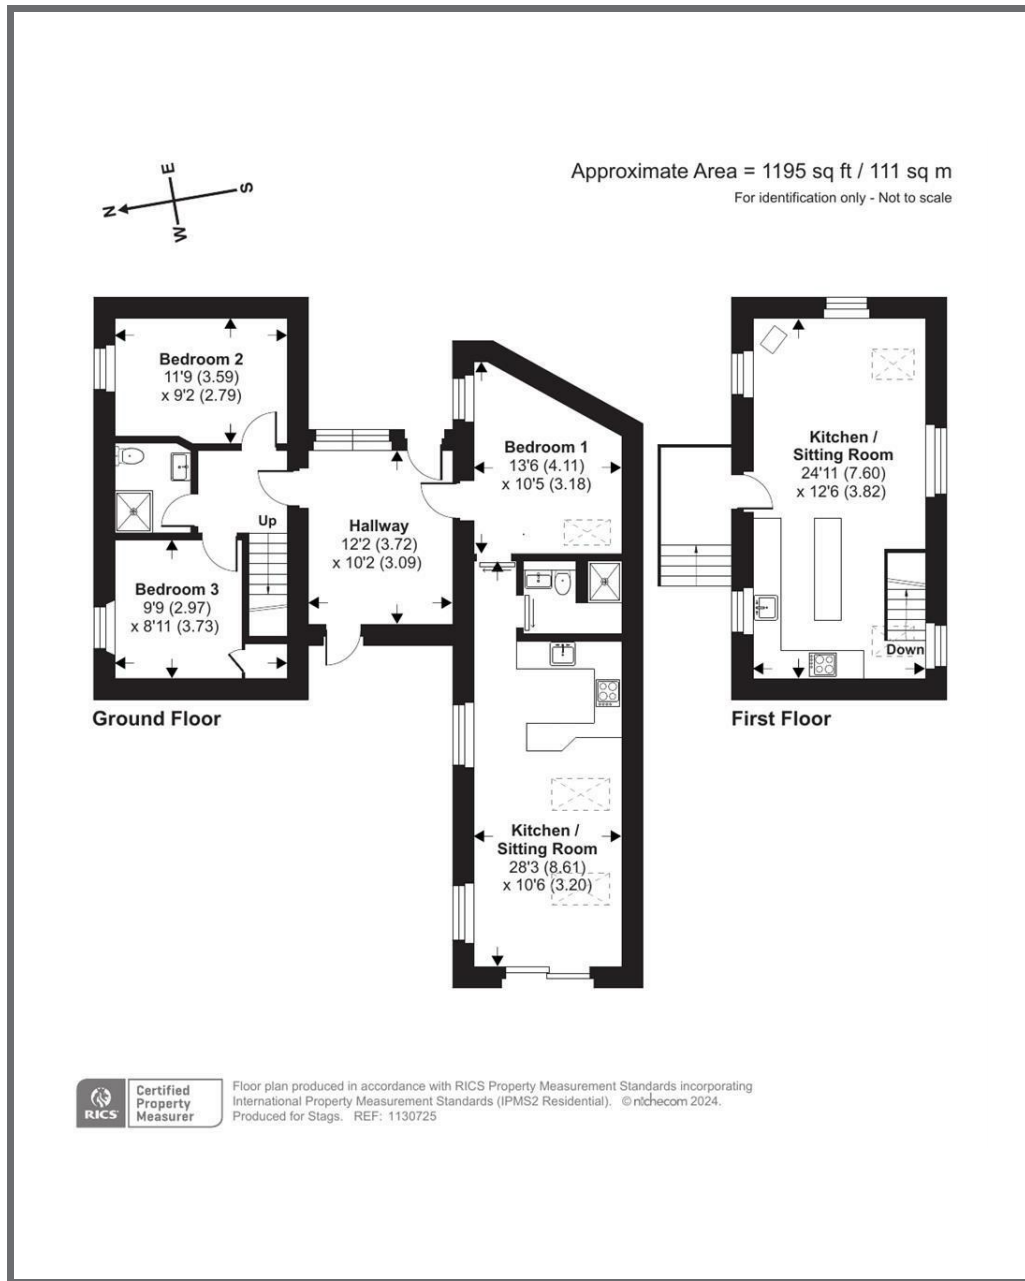 Approximate Area = 1195 sq ft / 111 sq m
For identification only - Not to scale
E
S
N
W
Bedroom 2
11'9 (3.59)
x 9'2 (2.79)
Up
Bedroom 3
9'9 (2.97)
x 8'11 (3.73)
Ground Floor
Hallway
12'2 (3.72)
x 10'2 (3.09)
Bedroom 1
13'6 (4.11)
x 10'5 (3.18)
Kitchen /
Sitting Room
28'3 (8.61)
x 10'6 (3.20)
Kitchen /
Sitting Room
24'11 (7.60)
x 12'6 (3.82)
Down
First Floor
RICS
Certified
Property
Measurer
Floor plan produced in accordance with RICS Property Measurement Standards incorporating
International Property Measurement Standards (IPMS2 Residential). ©nichecom 2024.
Produced for Stags. REF: 1130725